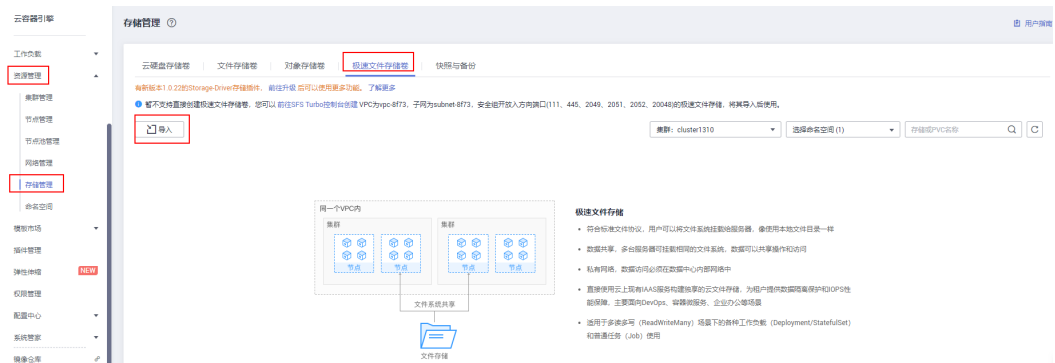 云容器引擎
存储管理
用户指南
工作负载
资源管理
集群管理
节点管理
节点池管理
网络管理
存储管理
命名空间
模板市场
插件管理
弹性伸缩 NEW
权限管理
配置中心
系统管家
镜像仓库
云硬盘存储卷 文件存储卷 对象存储卷 极速文件存储卷 快照与备份
有新版本1.0.22的Storage-Driver存储插件，前往升级 后可以使用更多功能。 了解更多
暂不支持直接创建极速文件存储卷，您可以 前往SFS Turbo控制台创建 VPC为vpc-8f73，子网为subnet-8f73，安全组开放入方向端口(111、445、2049、2051、2052、20048)的极速文件存储，将其导入后使用。
导入
集群：cluster1310 选择命名空间 (1) 存储或PVC名称
同一个VPC内
集群 集群
节点 节点 节点 节点
文件系统共享
文件存储
极速文件存储
• 符合标准文件协议，用户可以将文件系统挂载给服务器，像使用本地文件目录一样
• 数据共享，多台服务器可挂载相同的文件系统，数据可以共享操作和访问
• 私有网络，数据访问必须在数据中心内部网络中
• 直接使用云上现有IAAS服务构建独享的云文件存储，为租户提供数据隔离保护和IOPS性
能保障，主要面向DevOps、容器微服务、企业办公等场景
• 适用于多读多写（ReadWriteMany）场景下的各种工作负载（Deployment/StatefulSet）
和普通任务（Job）使用